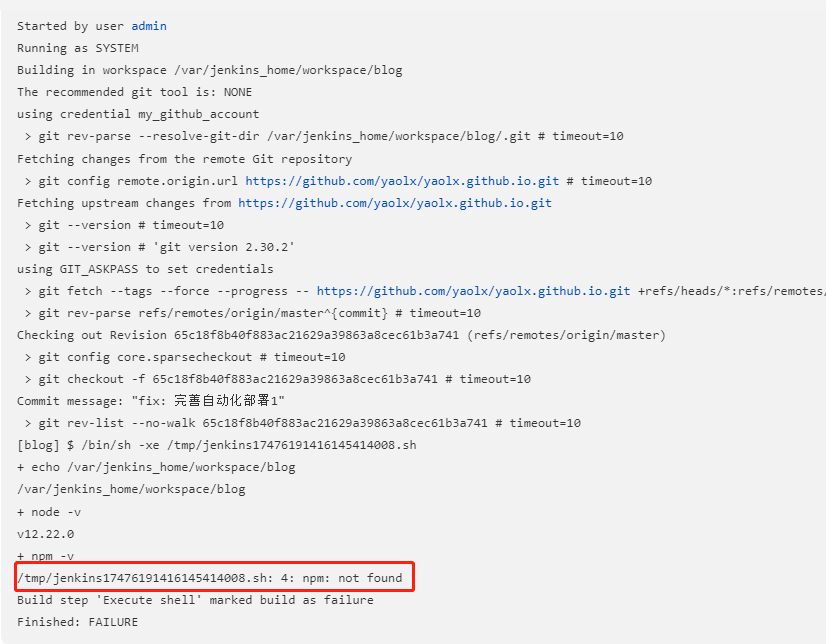 Started by user admin
Running as SYSTEM
Building in workspace /var/jenkins_home/workspace/blog
The recommended git tool is: NONE
using credential my_github_account
> git rev-parse --resolve-git-dir /var/jenkins_home/workspace/blog/.git # timeout=10
Fetching changes from the remote Git repository
> git config remote.origin.url https://github.com/yaolx/yaolx.github.io.git # timeout=10
Fetching upstream changes from https://github.com/yaolx/yaolx.github.io.git
> git --version # timeout=10
> git --version # 'git version 2.30.2'
using GIT_ASKPASS to set credentials
> git fetch --tags --force --progress -- https://github.com/yaolx/yaolx.github.io.git +refs/heads/*:refs/remotes/
> git rev-parse refs/remotes/origin/master^{commit} # timeout=10
Checking out Revision 65c18f8b40f883ac21629a39863a8cec61b3a741 (refs/remotes/origin/master)
> git config core.sparsecheckout # timeout=10
> git checkout -f 65c18f8b40f883ac21629a39863a8cec61b3a741 # timeout=10
Commit message: "fix: 完善自动化部署1"
> git rev-list --no-walk 65c18f8b40f883ac21629a39863a8cec61b3a741 # timeout=10
[blog] $ /bin/sh -xe /tmp/jenkins17476191416145414008.sh
+ echo /var/jenkins_home/workspace/blog
/var/jenkins_home/workspace/blog
+ node -v
v12.22.0
+ npm -v
/tmp/jenkins17476191416145414008.sh: 4: npm: not found
Build step 'Execute shell' marked build as failure
Finished: FAILURE